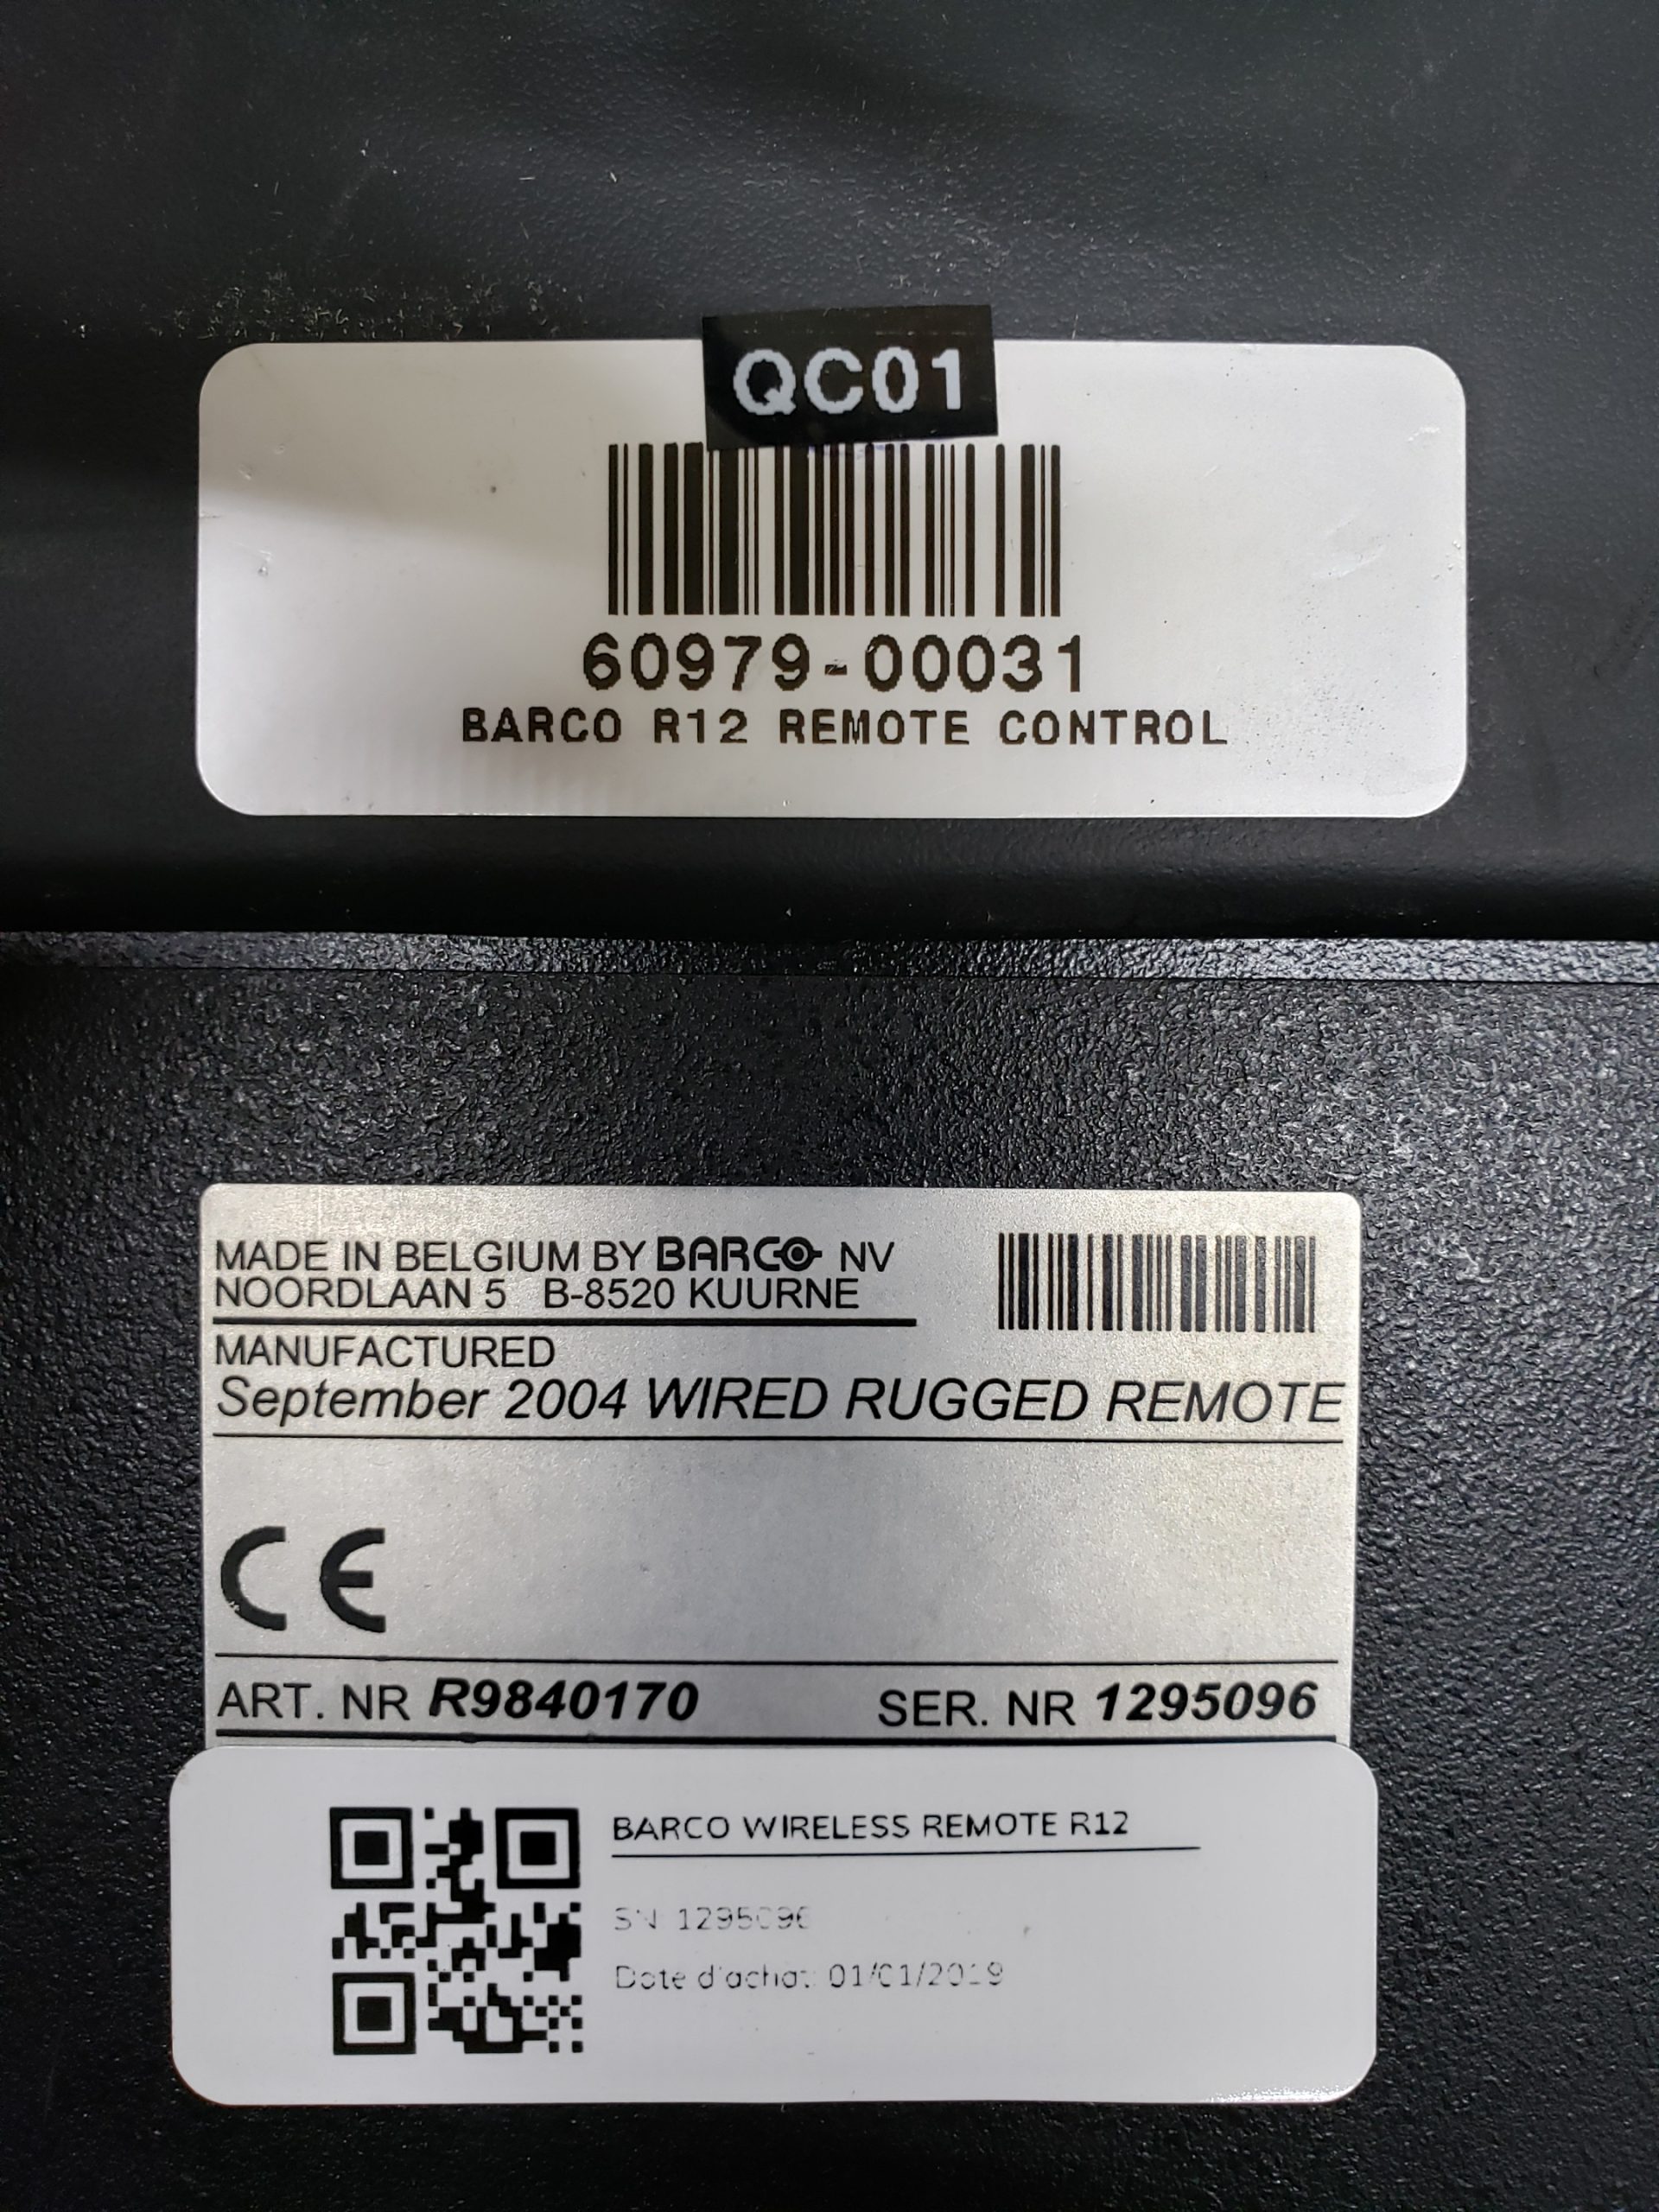 QC01
60979-00031
BARCO R12 REMOTE CONTROL
MADE IN BELGIUM BY BARCO NV
NOORDLAAN 5 B-8520 KUURNE
MANUFACTURED
September 2004 WIRED RUGGED REMOTE
CE
ART. NR R9840170 SER. NR 1295096
BARCO WIRELESS REMOTE R12
SN 1295096
Date d'achat: 01/01/2019